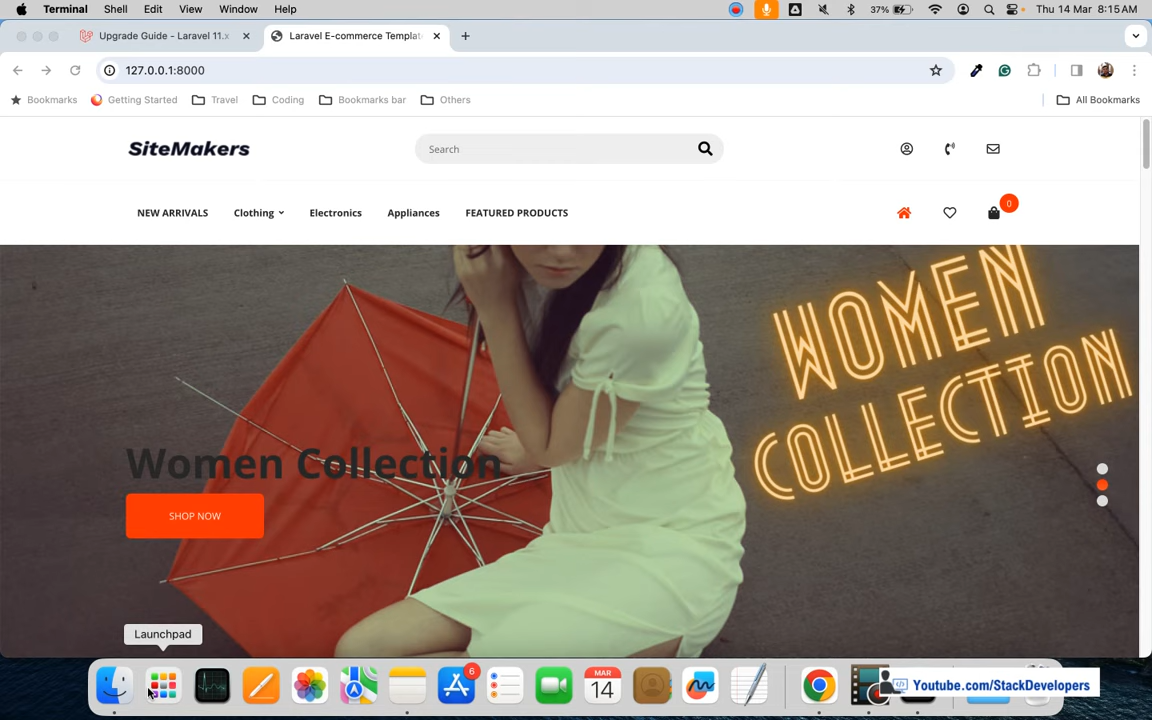 Terminal Shell Edit View Window Help 37% Thu 14 Mar 8:15 AM
Upgrade Guide - Laravel 11.x Laravel E-commerce Templat
127.0.0.1:8000
Bookmarks Getting Started Travel Coding Bookmarks bar Others All Bookmarks
SiteMakers Search
NEW ARRIVALS Clothing Electronics Appliances FEATURED PRODUCTS 0
WOMEN
COLLECTION
Women Collection
SHOP NOW
Launchpad
6
MAR
14
Youtube.com/StackDevelopers